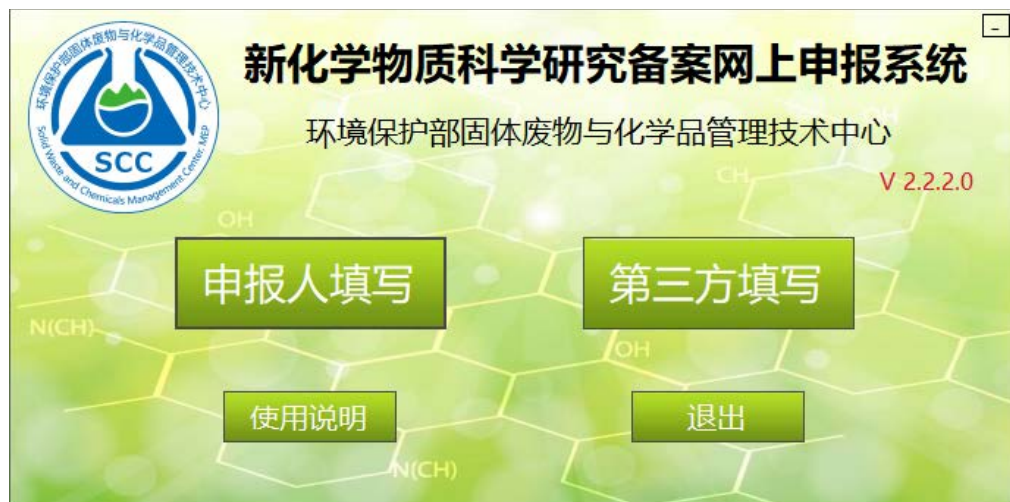 新化学物质科学研究备案网上申报系统
环境保护部固体废物与化学品管理技术中心
V 2.2.2.0
环境保护部固体废物与化学品管理技术中心
SCC
Solid Waste and Chemicals Management Center, MEP
CH
OH
申报人填写
第三方填写
N(CH)
OH
使用说明
退出
N(CH)